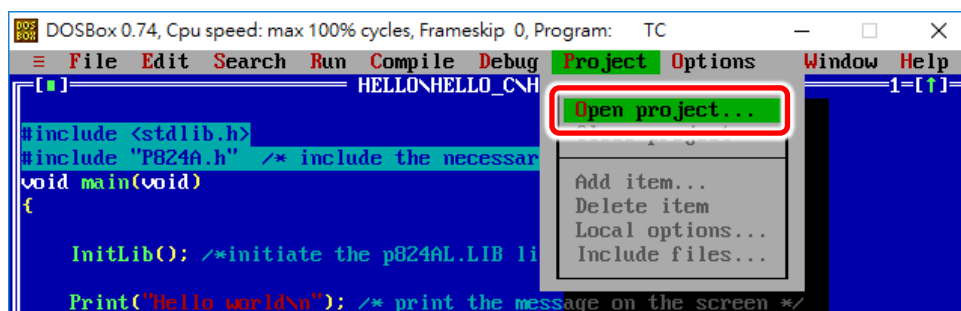 DOS BOX DOSBox 0.74, Cpu speed: max 100% cycles, Frameskip 0, Program: TC
≡ File Edit Search Run Compile Debug Project Options Window Help
HELLO\HELLO_C\H 1=[↑]=
Open project...
#include <stdlib.h>
#include "P824A.h" /* include the necessar
void main(void)
Add item...
{
Delete item
Local options...
InitLib(); /*initiate the p824AL.LIB li
Include files...
Print("Hello world\n"); /* print the message on the screen */